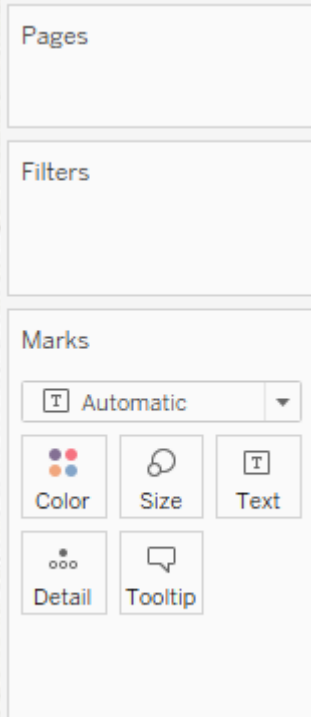 Pages
Filters
Marks
T Automatic
Color Size T Text
Detail Tooltip